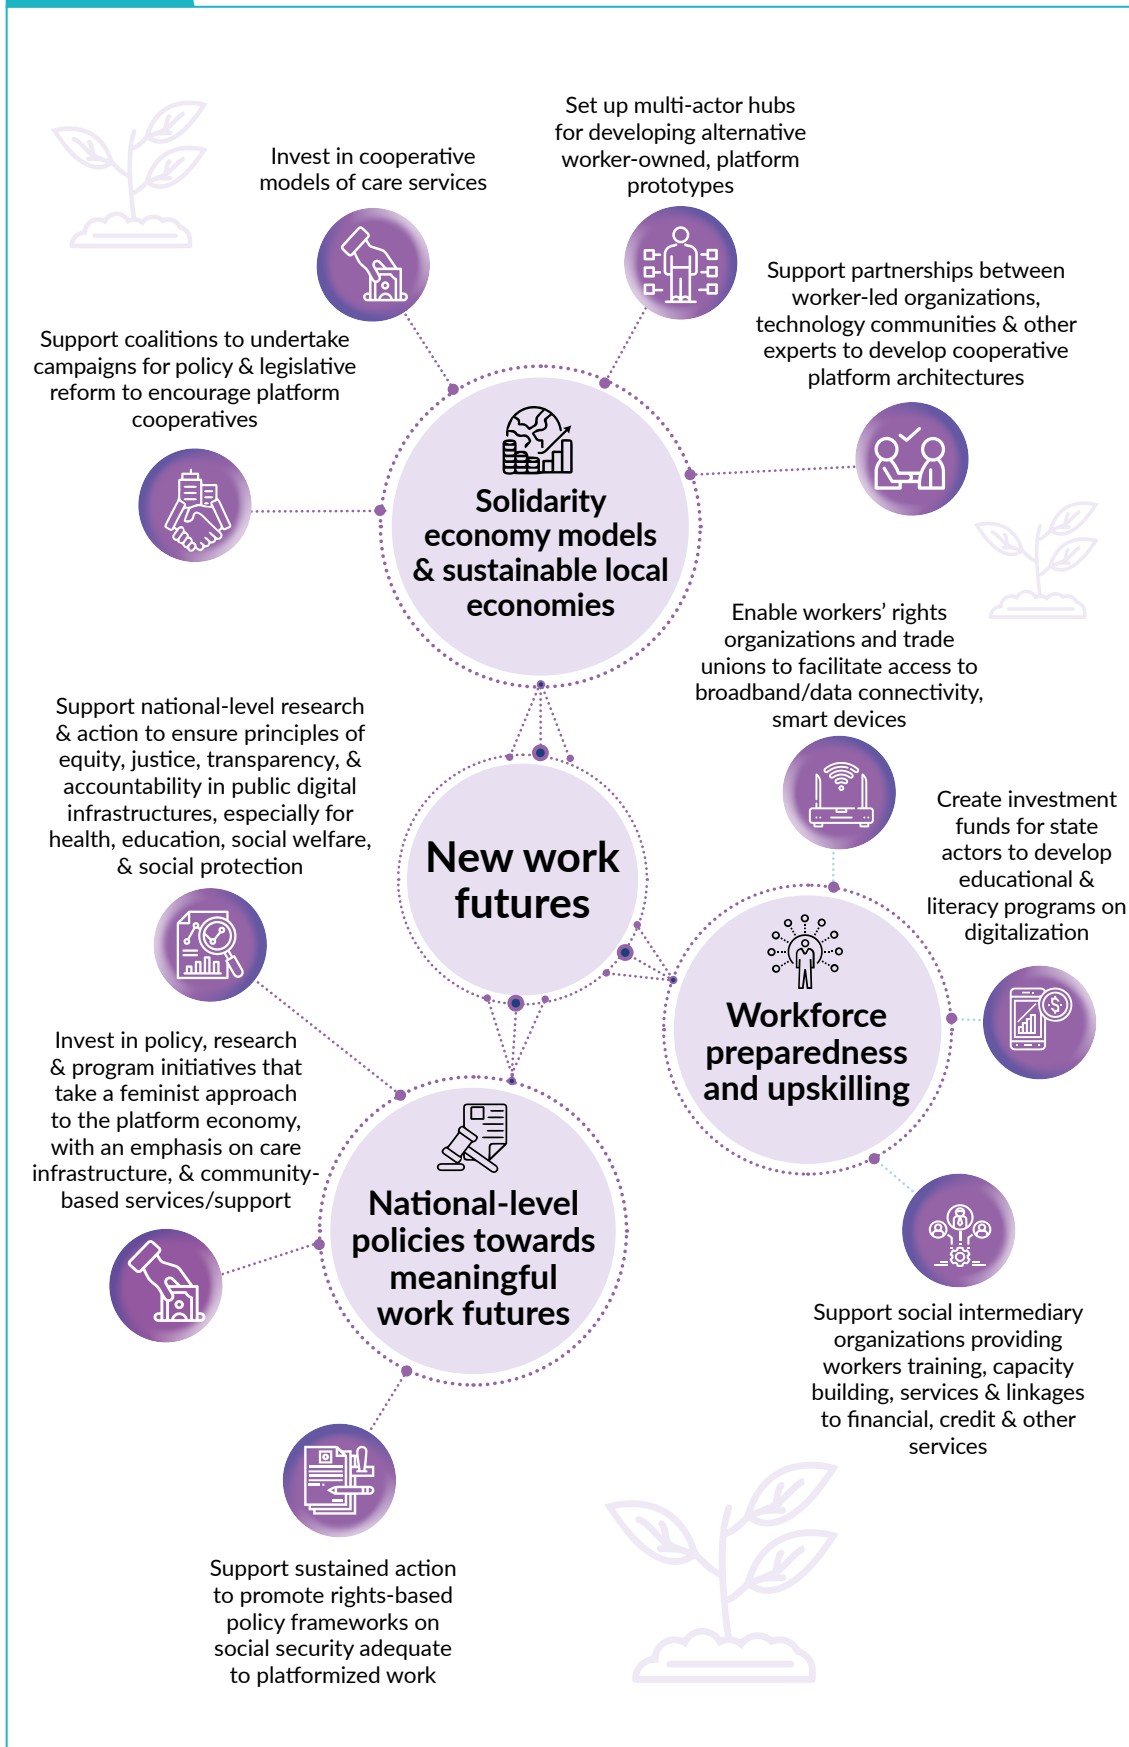 Set up multi-actor hubs
for developing alternative
worker-owned, platform
prototypes
Invest in cooperative
models of care services
Support partnerships between
worker-led organizations,
technology communities & other
experts to develop cooperative
platform architectures
Support coalitions to undertake
campaigns for policy & legislative
reform to encourage platform
cooperatives
Solidarity
economy models
& sustainable local
economies
Enable workers’ rights
organizations and trade
unions to facilitate access to
broadband/data connectivity,
smart devices
Support national-level research
& action to ensure principles of
equity, justice, transparency, &
accountability in public digital
infrastructures, especially for
health, education, social welfare,
& social protection
Create investment
funds for state
actors to develop
educational &
literacy programs on
digitalization
New work
futures
Workforce
preparedness
and upskilling
Invest in policy, research
& program initiatives that
take a feminist approach
to the platform economy,
with an emphasis on care
infrastructure, & community-
based services/support
National-level
policies towards
meaningful
work futures
Support social intermediary
organizations providing
workers training, capacity
building, services & linkages
to financial, credit & other
services
Support sustained action
to promote rights-based
policy frameworks on
social security adequate
to platformized work